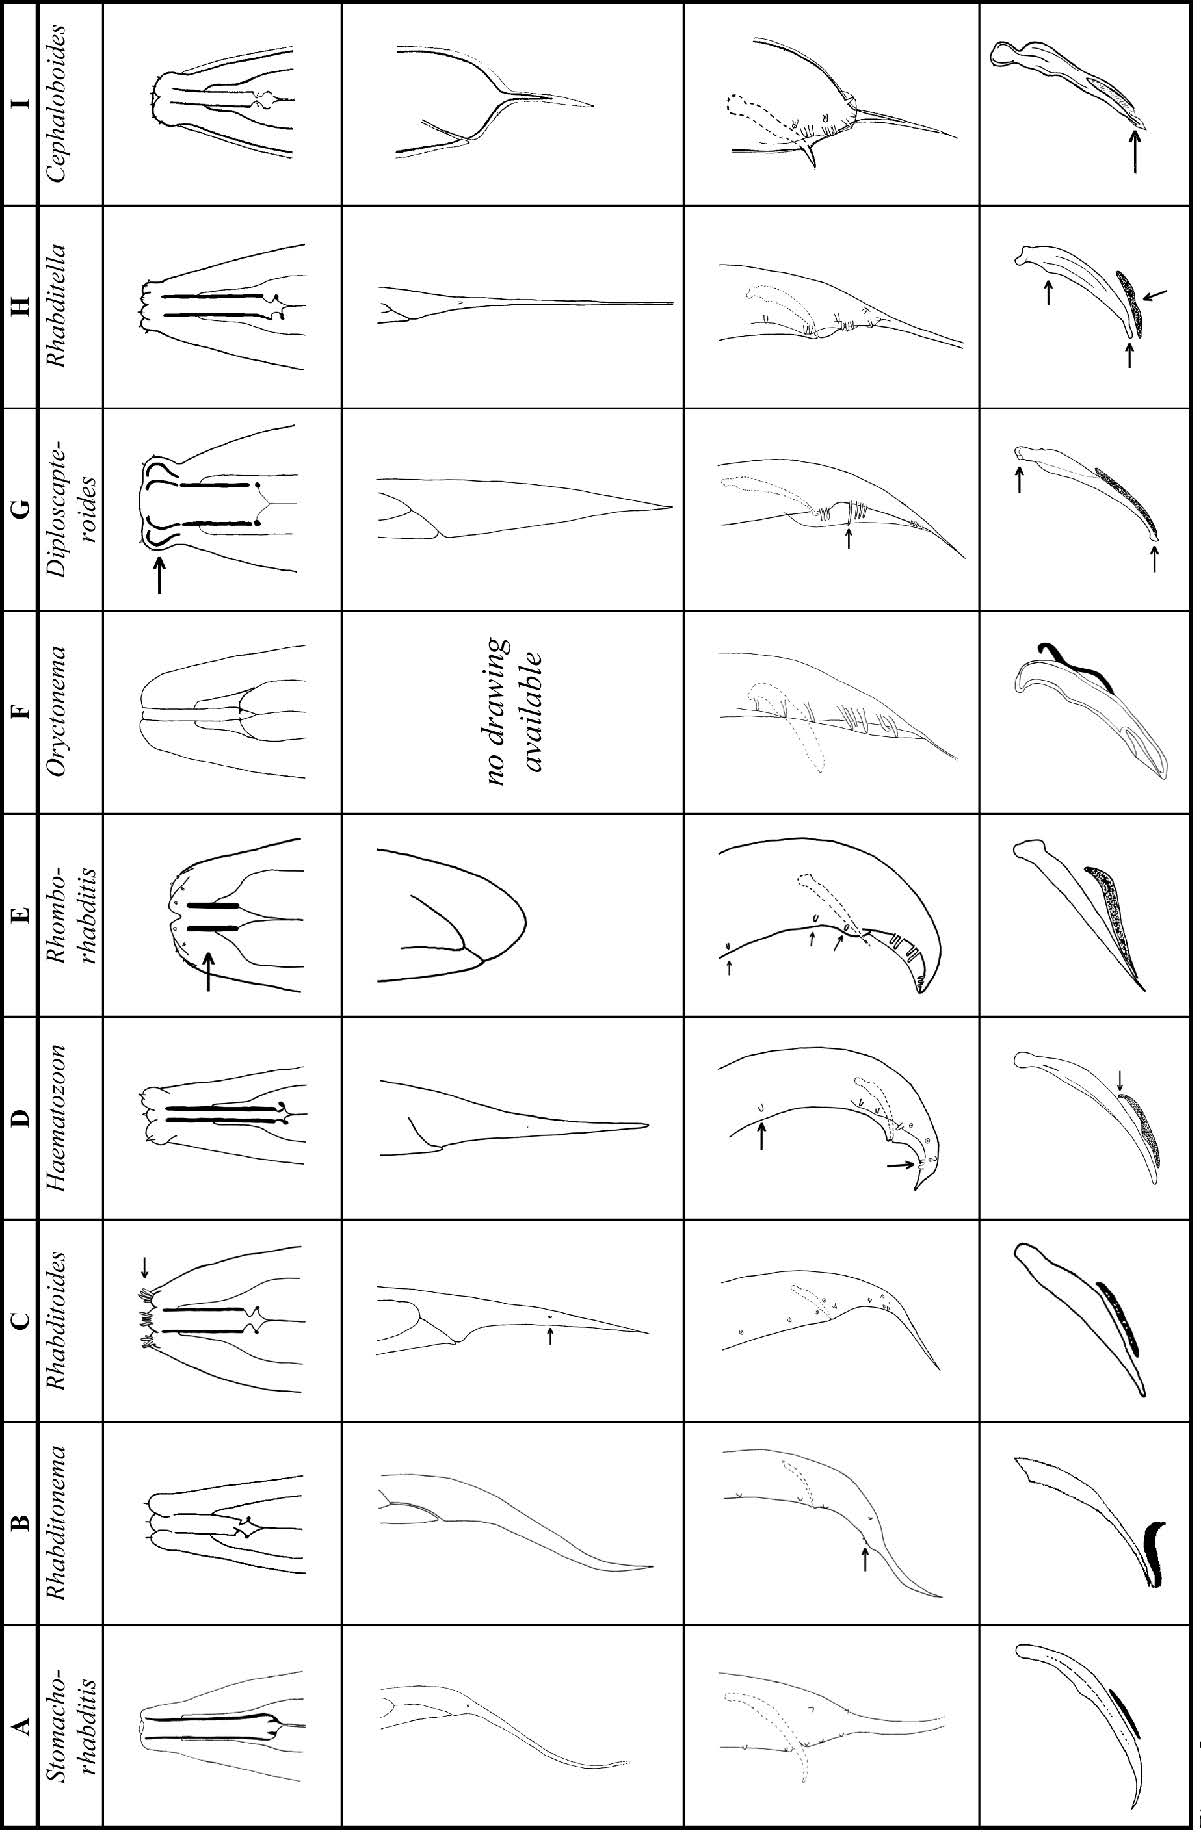 A B C D E F G H I
Stomacho- Rhabditonema Rhabditoides Haematozoon Rhombo- Oryctonema Diploscapte- Rhabditella Cephaloboides
rhabditis rhabditis roides
no drawing
available